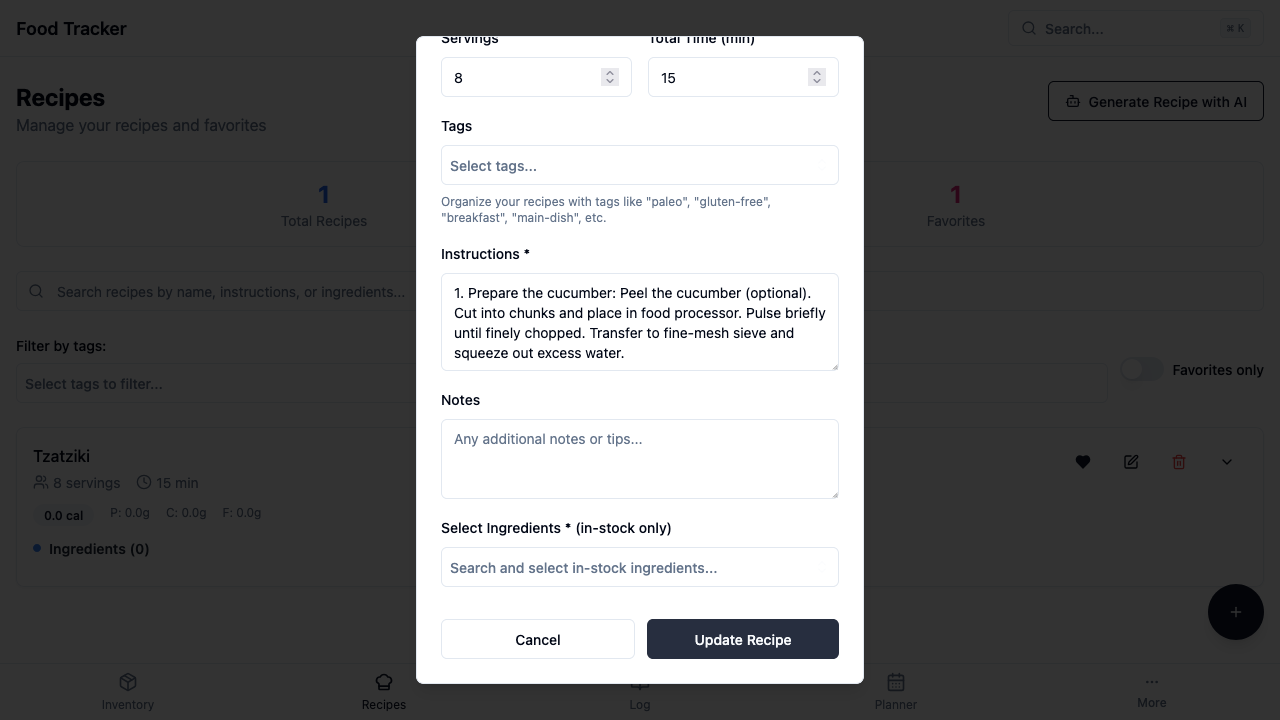 Food Tracker
Search...
⌘ K
Recipes
Manage your recipes and favorites
Generate Recipe with AI
1
Total Recipes
1
Favorites
Search recipes by name, instructions, or ingredients...
Filter by tags:
Select tags to filter...
Favorites only
Tzatziki
8 servings
15 min
0.0 cal
P: 0.0g
C: 0.0g
F: 0.0g
Ingredients (0)
Servings
Total Time (min)
8
15
Tags
Select tags...
Organize your recipes with tags like "paleo", "gluten-free",
"breakfast", "main-dish", etc.
Instructions *
1. Prepare the cucumber: Peel the cucumber (optional).
Cut into chunks and place in food processor. Pulse briefly
until finely chopped. Transfer to fine-mesh sieve and
squeeze out excess water.
Notes
Any additional notes or tips...
Select Ingredients * (in-stock only)
Search and select in-stock ingredients...
Cancel
Update Recipe
Inventory
Recipes
Log
Planner
More